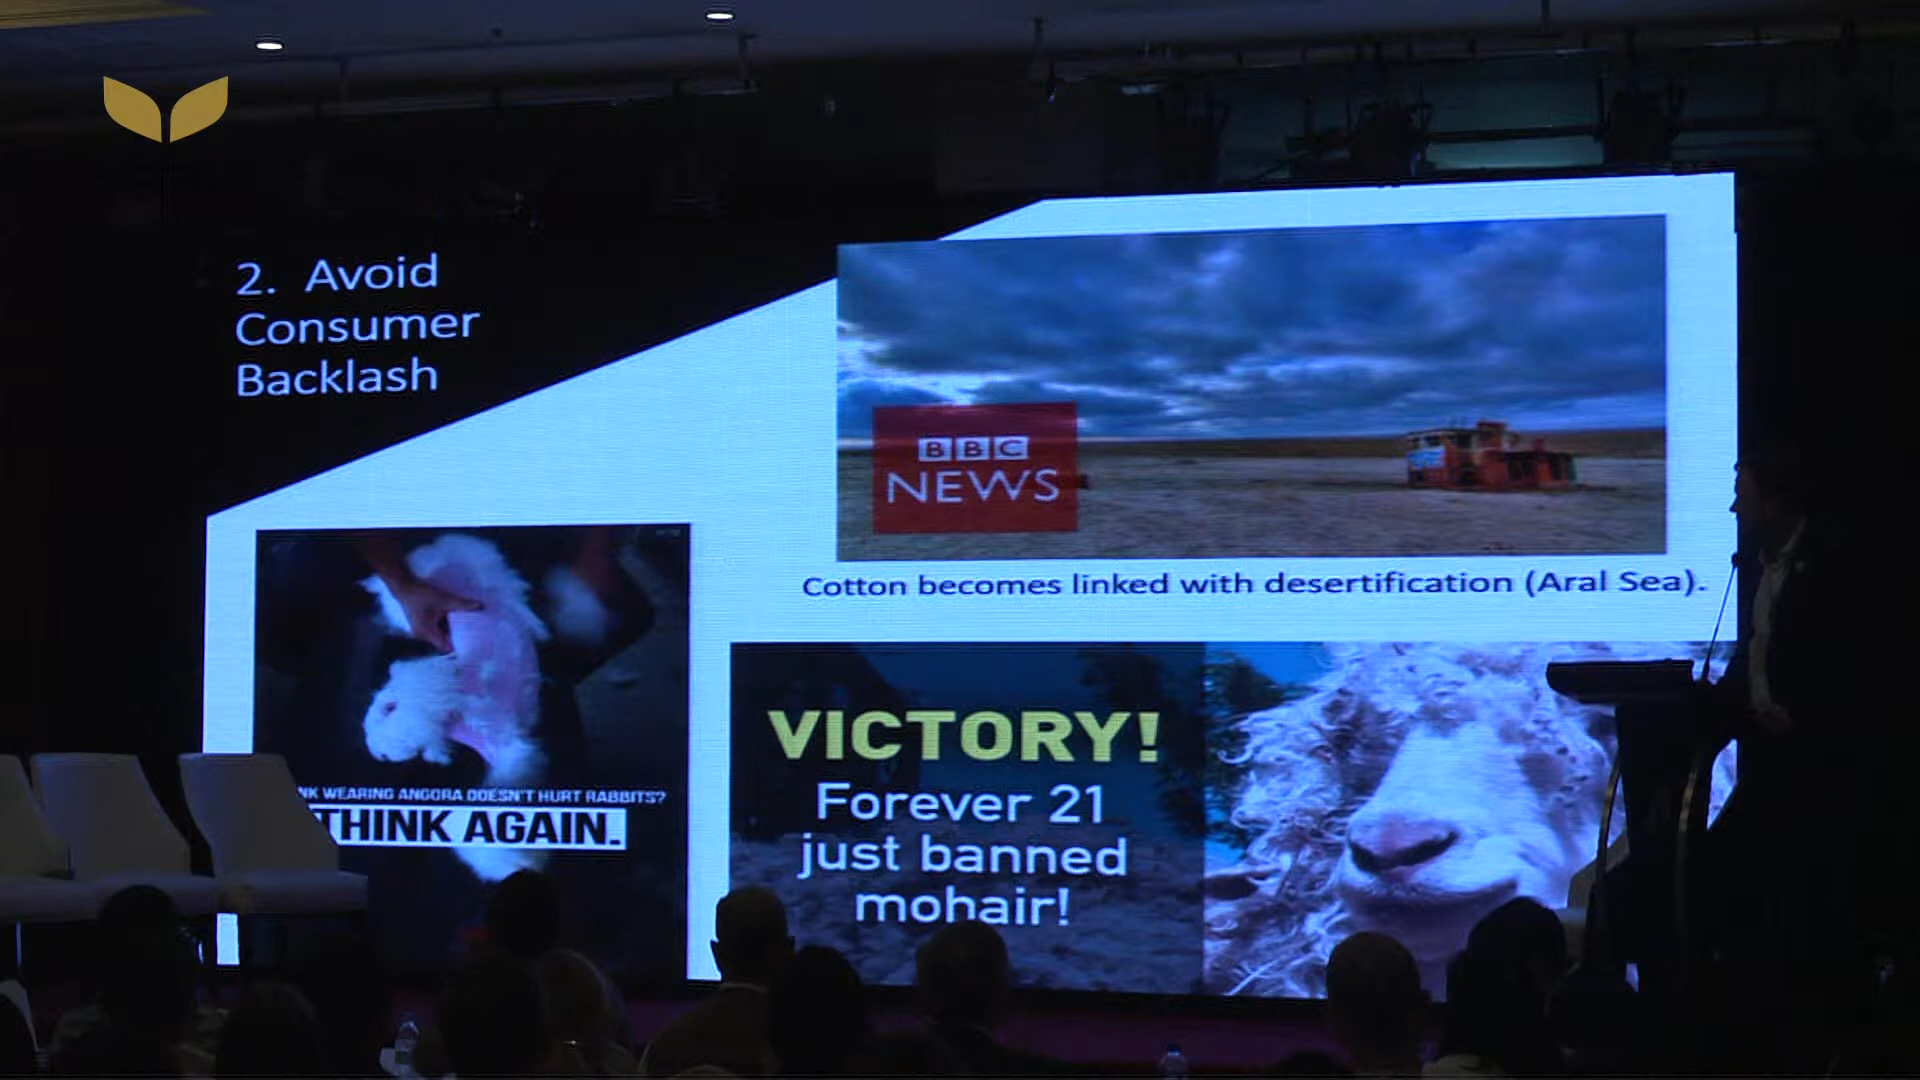 2. Avoid
Consumer
Backlash
BBC
NEWS
Cotton becomes linked with desertification (Aral Sea).
WEARING ANGORA DOESN'T HURT RABBITS?
THINK AGAIN.
VICTORY!
Forever 21
just banned
mohair!